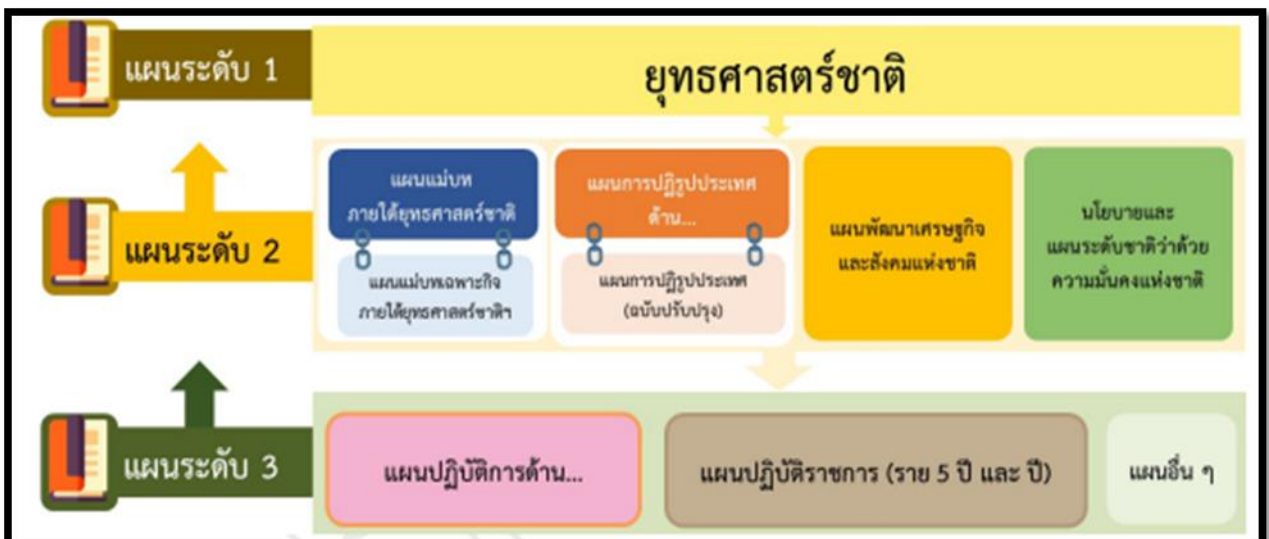 แผนระดับ 1
ยุทธศาสตร์ชาติ
แผนระดับ 2
แผนแม่บท
ภายใต้ยุทธศาสตร์ชาติ
แผนแม่บทเฉพาะกิจ
ภายใต้ยุทธศาสตร์ชาติฯ
แผนการปฏิรูปประเทศ
ด้าน...
แผนการปฏิรูปประเทศ
(ฉบับปรับปรุง)
แผนพัฒนาเศรษฐกิจ
และสังคมแห่งชาติ
นโยบายและ
แผนระดับชาติว่าด้วย
ความมั่นคงแห่งชาติ
แผนระดับ 3
แผนปฏิบัติการด้าน...
แผนปฏิบัติราชการ (ราย 5 ปี และ ปี)
แผนอื่น ๆ